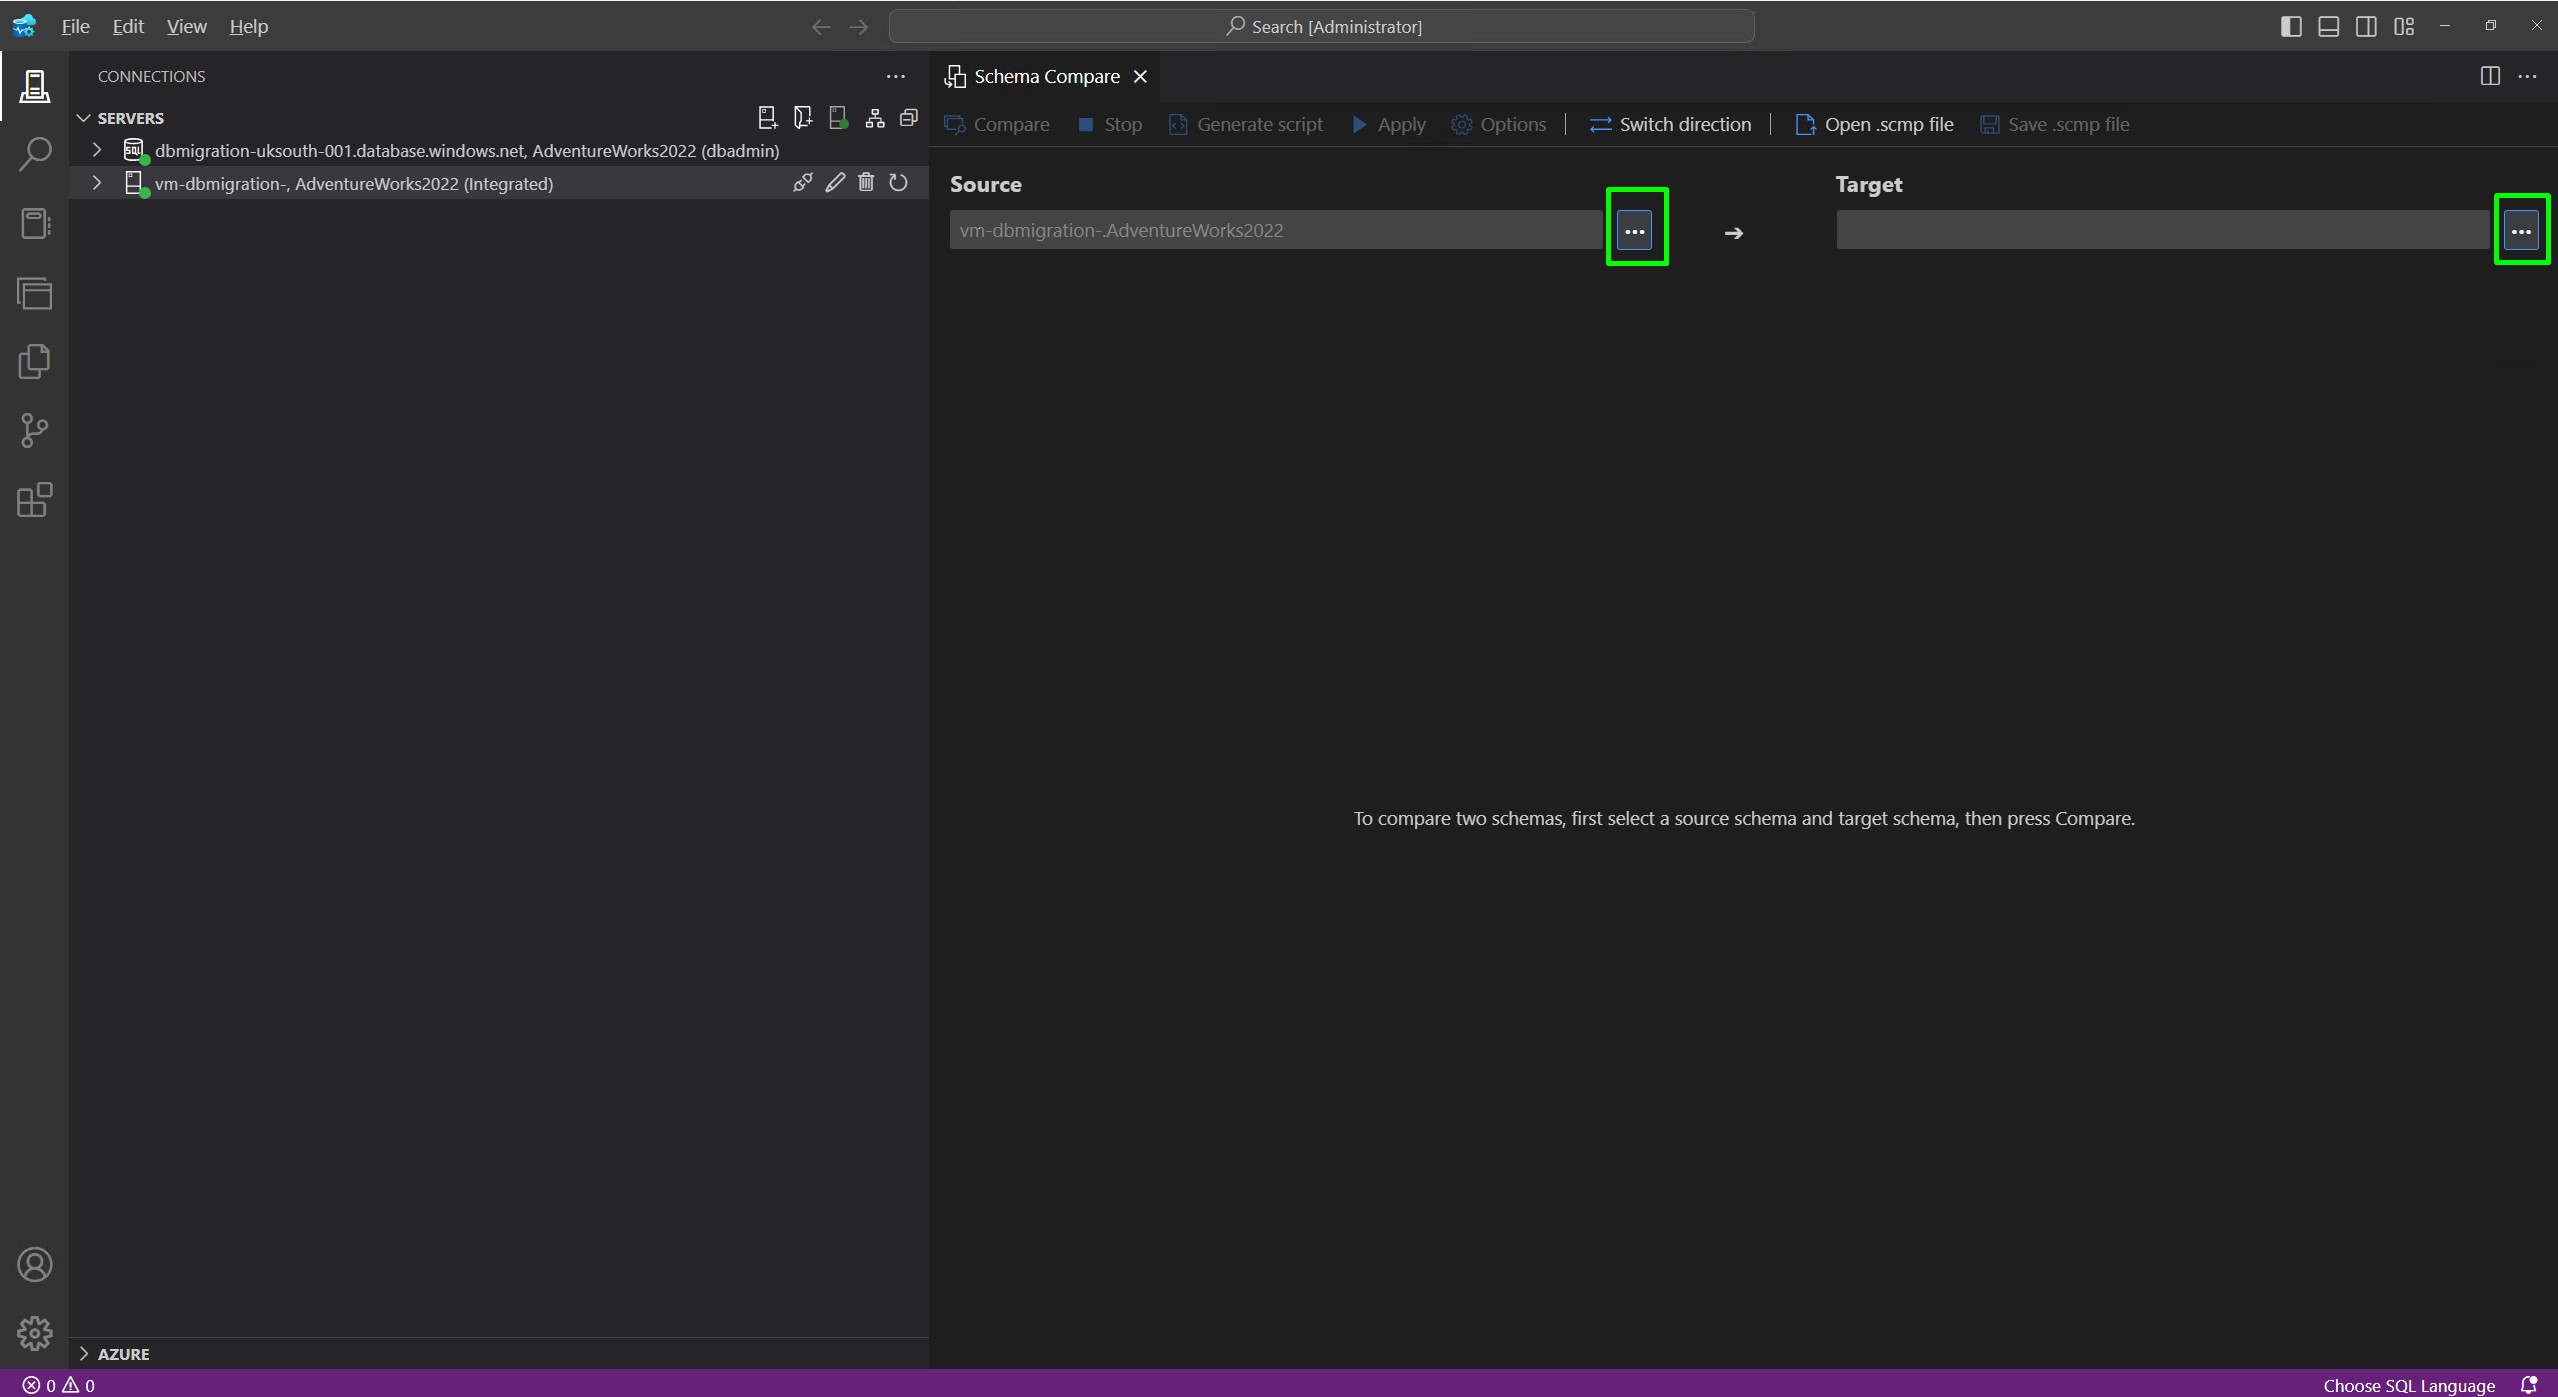 File Edit View Help
Search [Administrator]
CONNECTIONS
Schema Compare
SERVERS
Compare Stop Generate script Apply Options Switch direction Open .scmp file Save .scmp file
dbmigration-uksouth-001.database.windows.net, AdventureWorks2022 (dbadmin)
vm-dbmigration-, AdventureWorks2022 (Integrated)
Source Target
vm-dbmigration-.AdventureWorks2022
To compare two schemas, first select a source schema and target schema, then press Compare.
AZURE
0 0
Choose SQL Language